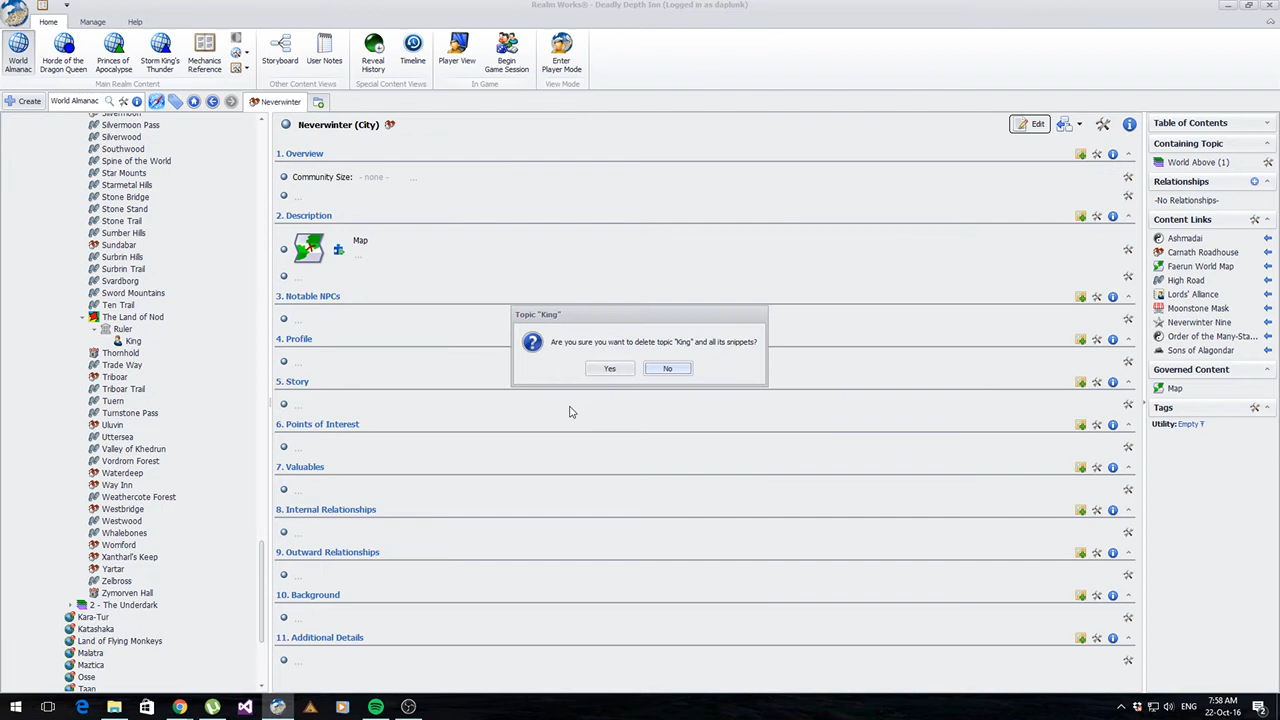 Realm Works® - Deadly Depth Inn (Logged in as daplunk)
Home
Manage
Help
World Almanac
Horde of the Dragon Queen
Princes of Apocalypse
Storm King's Thunder
Mechanics Reference
Main Realm Content
Storyboard
User Notes
Other Content Views
Reveal History
Timeline
Special Content Views
Player View
Begin Game Session
In Game
Enter Player Mode
View Mode
Create
World Almanac
Neverwinter
Silvermoon
Silvermoon Pass
Silverwood
Southwood
Spine of the World
Star Mounts
Starmetal Hills
Stone Bridge
Stone Stand
Stone Trail
Sumber Hills
Sundabar
Surbrin Hills
Surbrin Trail
Svardborg
Sword Mountains
Ten Trail
The Land of Nod
Ruler
King
Thornhold
Trade Way
Triboar
Triboar Trail
Tuern
Turnstone Pass
Uluvin
Uttersea
Valley of Khedrun
Vordrorn Forest
Waterdeep
Way Inn
Weathercote Forest
Westbridge
Westwood
Whalebones
Womford
Xantharl's Keep
Yartar
Zelbross
Zymorven Hall
2 - The Underdark
Kara-Tur
Katashaka
Land of Flying Monkeys
Malatra
Maztica
Osse
Taan
Neverwinter (City)
Edit
1. Overview
Community Size: - none - ...
...
2. Description
Map
...
...
3. Notable NPCs
...
4. Profile
...
5. Story
...
6. Points of Interest
...
7. Valuables
...
8. Internal Relationships
...
9. Outward Relationships
...
10. Background
...
11. Additional Details
...
Topic "King"
Are you sure you want to delete topic "King" and all its snippets?
Yes
No
Table of Contents
Containing Topic
World Above (1)
Relationships
-No Relationships-
Content Links
Ashmadai
Carnath Roadhouse
Faerun World Map
High Road
Lords' Alliance
Moonstone Mask
Neverwinter Nine
Order of the Many-Sta...
Sons of Alagondar
Governed Content
Map
Tags
Utility: Empty
7:58 AM
22-Oct-16
2